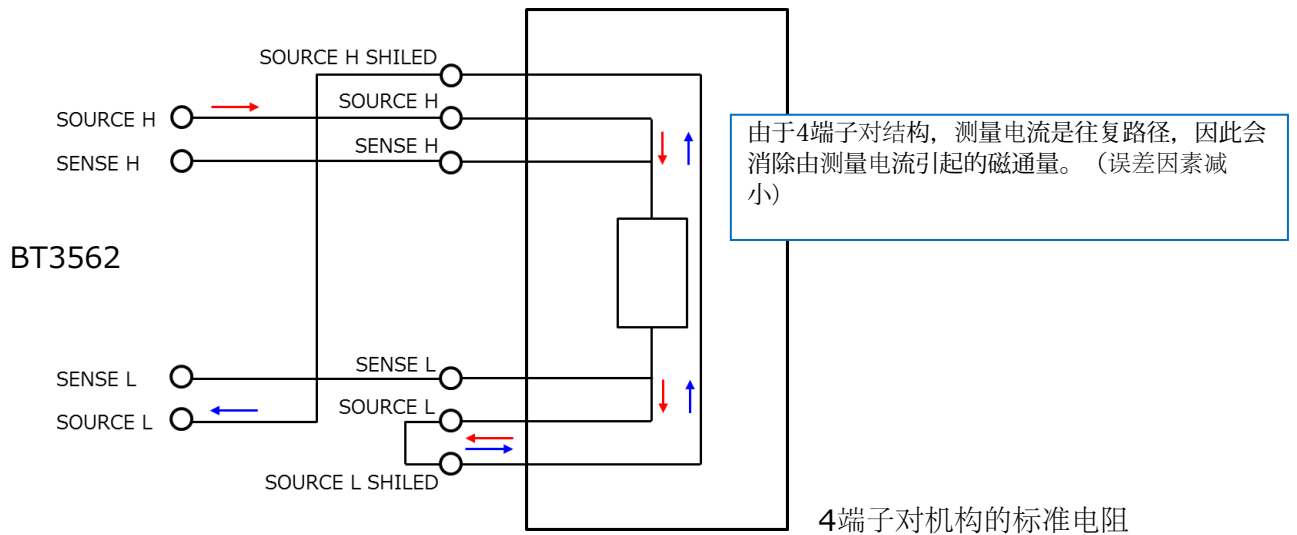 SOURCE H SHILED
SOURCE H
SOURCE H
SENSE H
SENSE H
由于4端子对结构，测量电流是往复路径，因此会
消除由测量电流引起的磁通量。（误差因素减
小）
BT3562
SENSE L
SENSE L
SOURCE L
SOURCE L
SOURCE L SHILED
4端子对机构的标准电阻